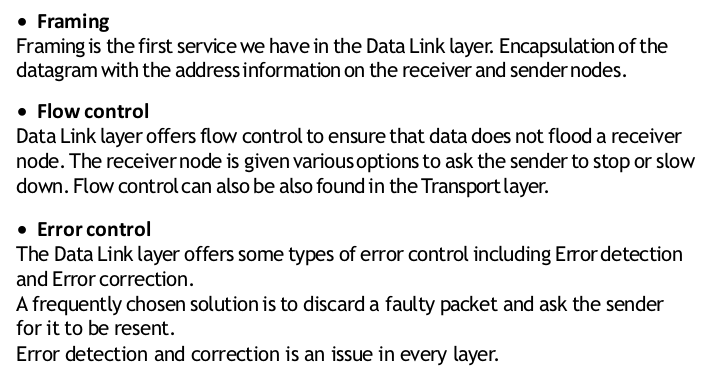 • Framing
Framing is the first service we have in the Data Link layer. Encapsulation of the
datagram with the address information on the receiver and sender nodes.
• Flow control
Data Link layer offers flow control to ensure that data does not flood a receiver
node. The receiver node is given various options to ask the sender to stop or slow
down. Flow control can also be also found in the Transport layer.
• Error control
The Data Link layer offers some types of error control including Error detection
and Error correction.
A frequently chosen solution is to discard a faulty packet and ask the sender
for it to be resent.
Error detection and correction is an issue in every layer.